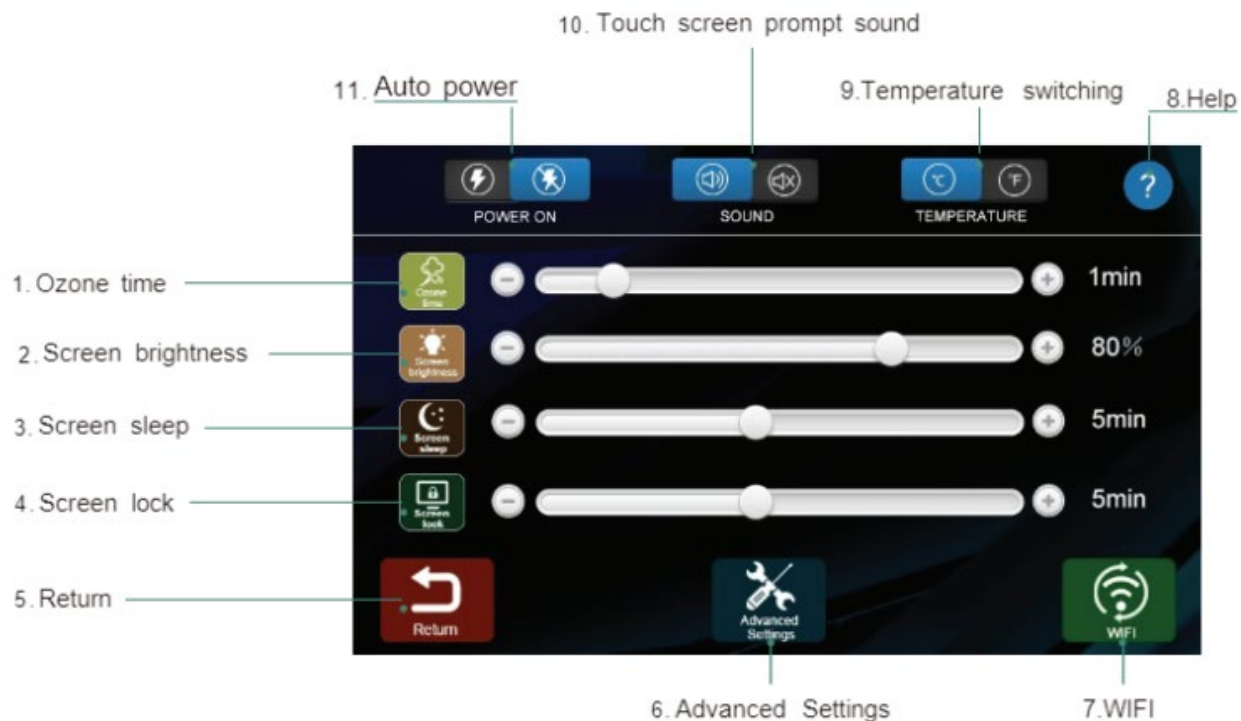 10. Touch screen prompt sound
11. Auto power
9.Temperature switching
8.Help
℃
℉
?
POWER ON
SOUND
TEMPERATURE
1. Ozone time
Ozone
time
1min
2. Screen brightness
Screen
brightness
80%
3. Screen sleep
Screen
sleep
5min
4. Screen lock
Screen
lock
5min
5. Return
Return
Advanced
Settings
WIFI
6. Advanced Settings
7.WIFI